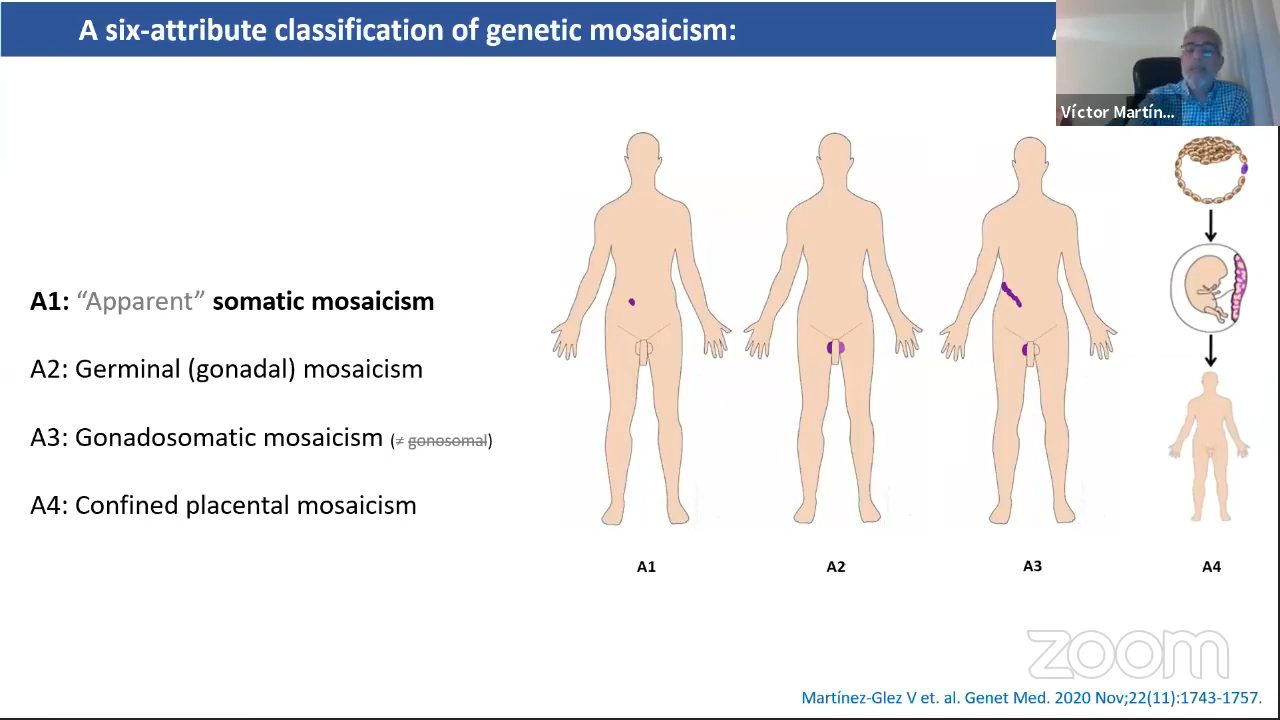 A six-attribute classification of genetic mosaicism:
Víctor Martín...
A1: “Apparent” somatic mosaicism
A2: Germinal (gonadal) mosaicism
A3: Gonadosomatic mosaicism (≠ gonosomal)
A4: Confined placental mosaicism
A1
A2
A3
A4
zoom
Martínez-Glez V et. al. Genet Med. 2020 Nov;22(11):1743-1757.